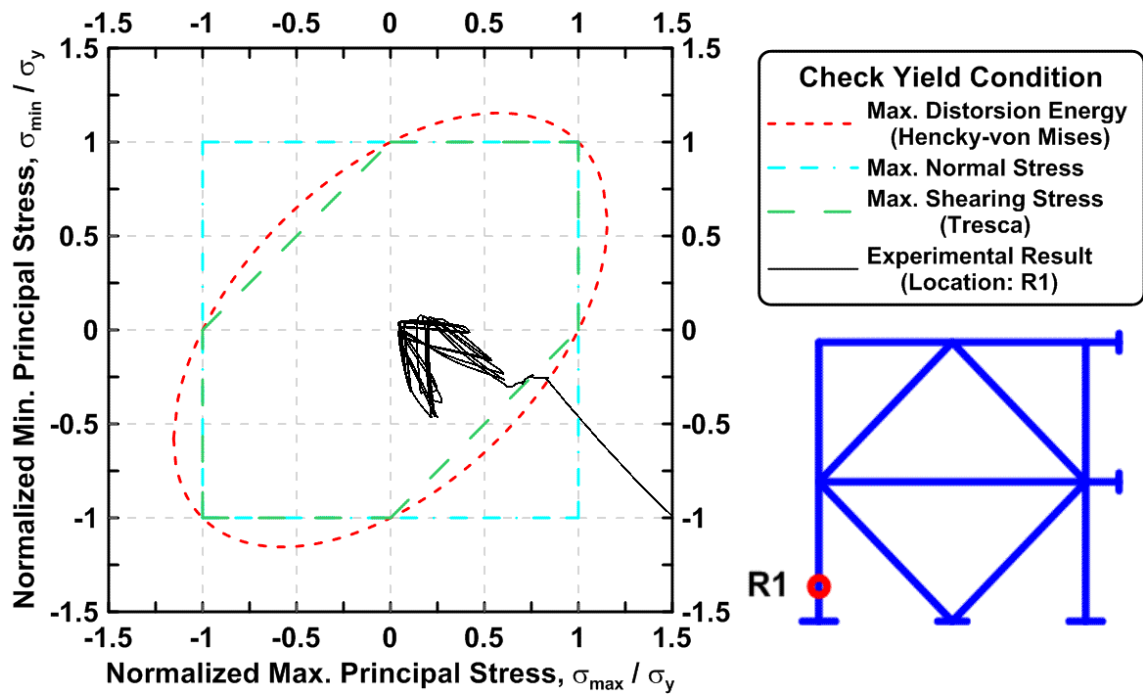 -1.5 -1 -0.5 0 0.5 1 1.5
1.5 1.5
1 1
0.5 0.5
0 0
-0.5 -0.5
-1 -1
-1.5 -1.5
-1.5 -1 -0.5 0 0.5 1 1.5
Normalized Min. Principal Stress, σmin / σy
Normalized Max. Principal Stress, σmax / σy
Check Yield Condition
Max. Distorsion Energy
(Hencky-von Mises)
Max. Normal Stress
Max. Shearing Stress
(Tresca)
Experimental Result
(Location: R1)
R1